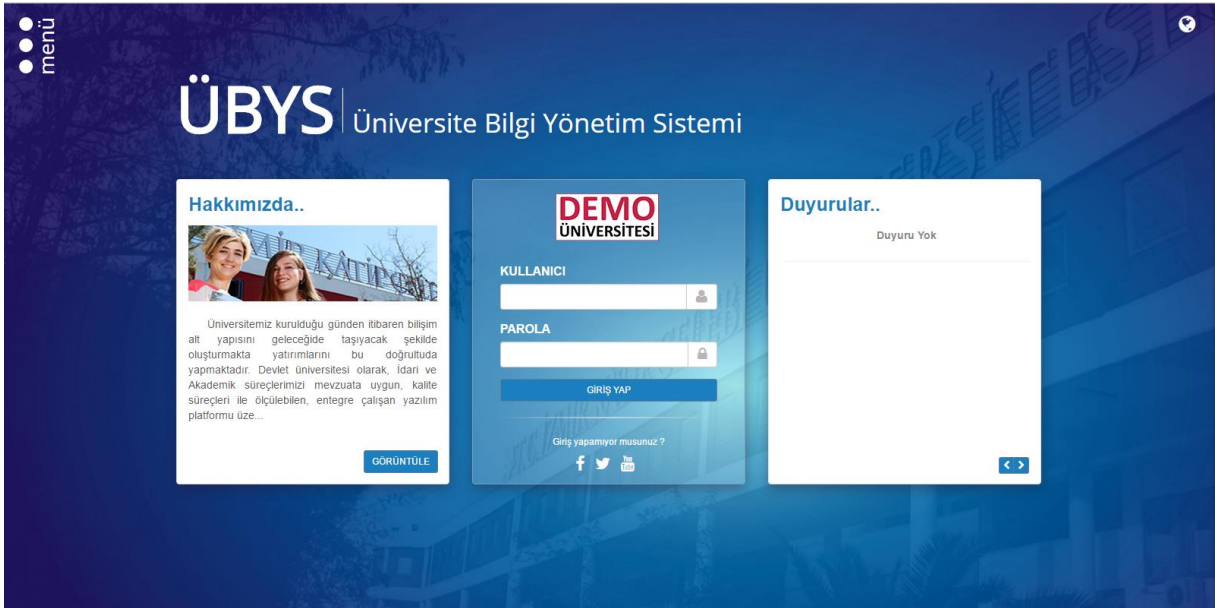 menü
ÜBYS Üniversite Bilgi Yönetim Sistemi
Hakkımızda..
Üniversitemiz kurulduğu günden itibaren bilişim
alt yapısını geleceğide taşıyacak şekilde
oluşturmakta yatırımlarını bu doğrultuda
yapmaktadır. Devlet üniversitesi olarak, İdari ve
Akademik süreçlerimizi mevzuata uygun, kalite
süreçleri ile ölçülebilen, entegre çalışan yazılım
platformu üze...
GÖRÜNTÜLE
DEMO
ÜNİVERSİTESİ
KULLANICI
PAROLA
GİRİŞ YAP
Giriş yapamıyor musunuz ?
You
Tube
Duyurular..
Duyuru Yok